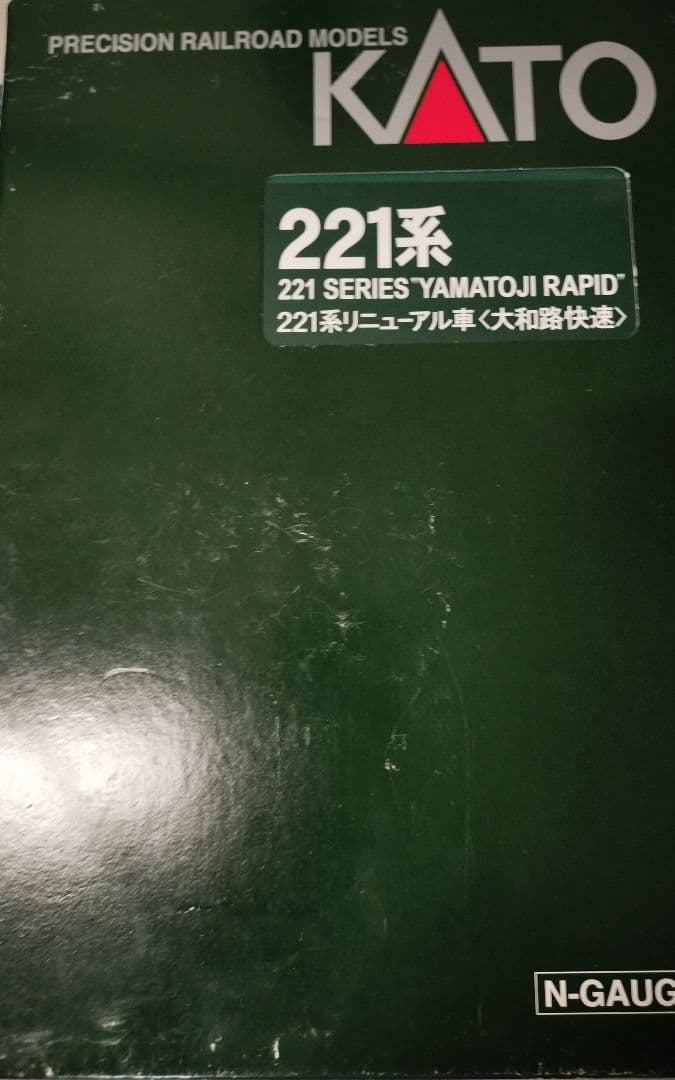 PRECISION RAILROAD MODELS
KATO
221系
221 SERIES "YAMATOJI RAPID"
221系リニューアル車〈大和路快速〉
N-GAUG